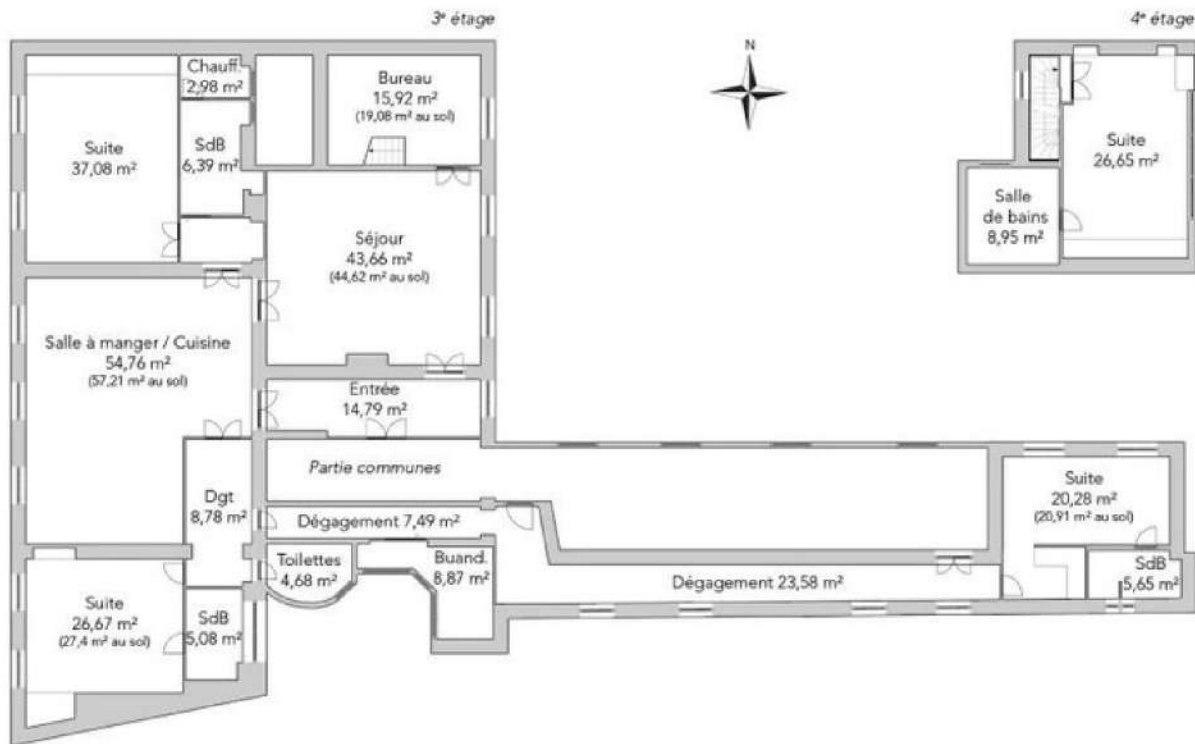 3ᵉ étage
4ᵉ étage
N
Chauff.
2,98 m²
Bureau
15,92 m²
(19,08 m² au sol)
Suite
37,08 m²
SdB
6,39 m²
Suite
26,65 m²
Salle
de bains
8,95 m²
Séjour
43,66 m²
(44,62 m² au sol)
Salle à manger / Cuisine
54,76 m²
(57,21 m² au sol)
Entrée
14,79 m²
Partie communes
Suite
20,28 m²
(20,91 m² au sol)
Dgt
8,78 m²
Dégagement 7,49 m²
Toilettes
4,68 m²
Buand.
8,87 m²
Dégagement 23,58 m²
SdB
5,65 m²
Suite
26,67 m²
(27,4 m² au sol)
SdB
5,08 m²